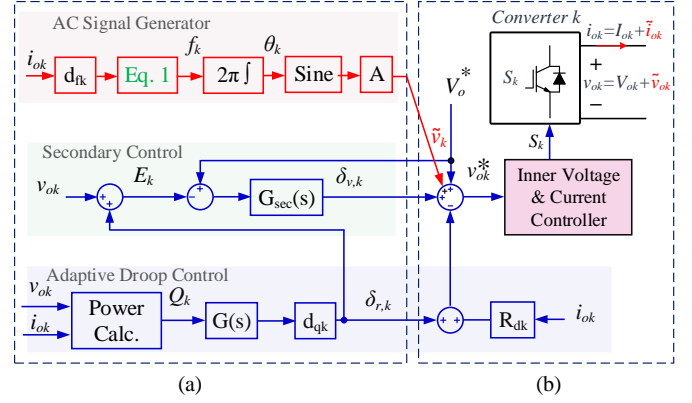 AC Signal Generator
i_ok
d_fk
Eq. 1
f_k
2π ∫
θ_k
Sine
A
Converter k
S_k
i_ok=I_ok+ĩ_ok
+
v_ok=V_ok+ṽ_ok
−
V_o^*
ṽ_k
S_k
Secondary Control
v_ok
+
+
E_k
−
+
G_sec(s)
δ_v,k
+
+
+
−
v_ok^*
Inner Voltage
& Current
Controller
Adaptive Droop Control
v_ok
i_ok
Power
Calc.
Q_k
G(s)
d_qk
δ_r,k
+
+
R_dk
i_ok
(a)
(b)